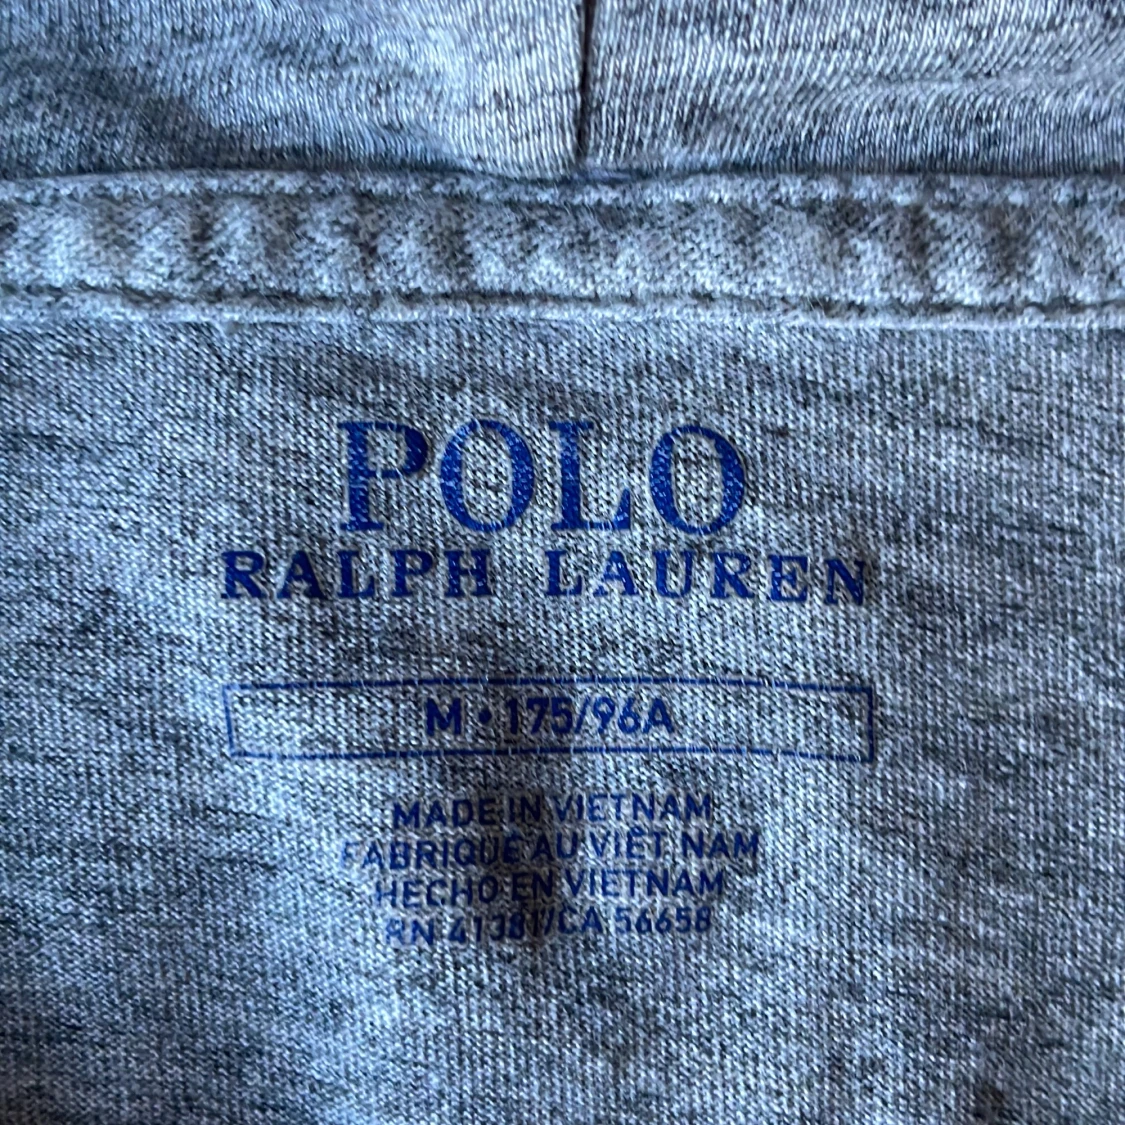 POLO
RALPH LAUREN
M • 175/96A
MADE IN VIETNAM
FABRIQUÉ AU VIÊT NAM
HECHO EN VIETNAM
RN 41381/CA 56658